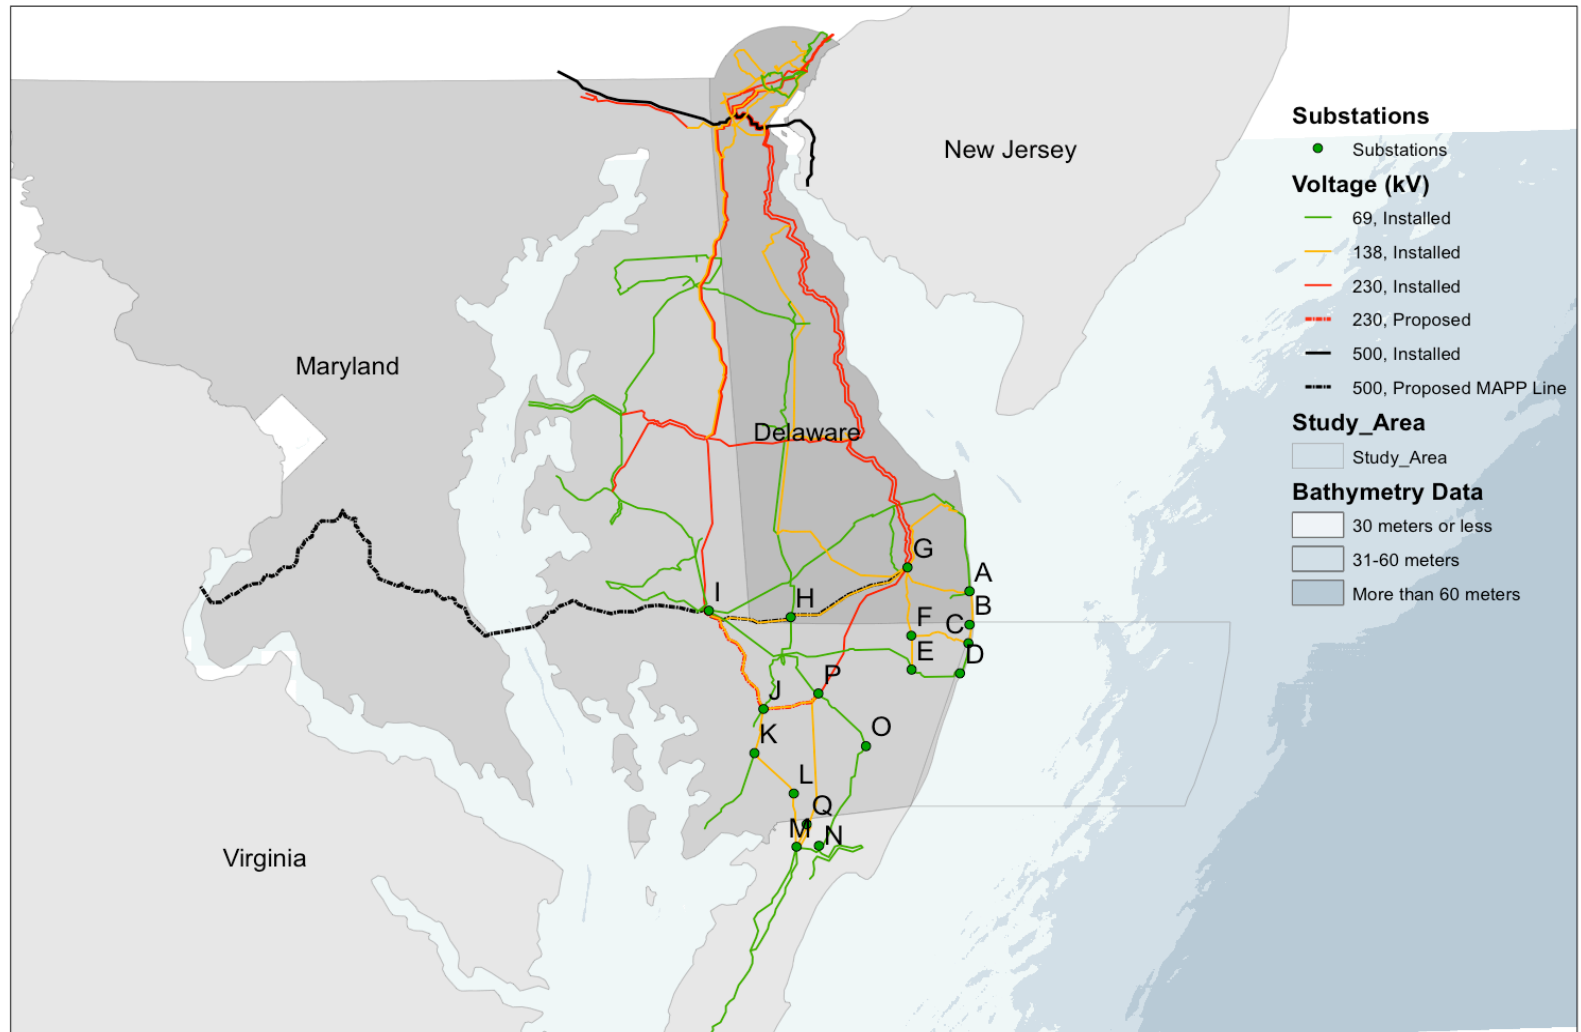 New Jersey
Maryland
Delaware
Virginia
G
A
I
H
B
F
C
E
D
P
J
O
K
L
Q
M
N
Substations
Substations
Voltage (kV)
69, Installed
138, Installed
230, Installed
230, Proposed
500, Installed
500, Proposed MAPP Line
Study_Area
Study_Area
Bathymetry Data
30 meters or less
31-60 meters
More than 60 meters